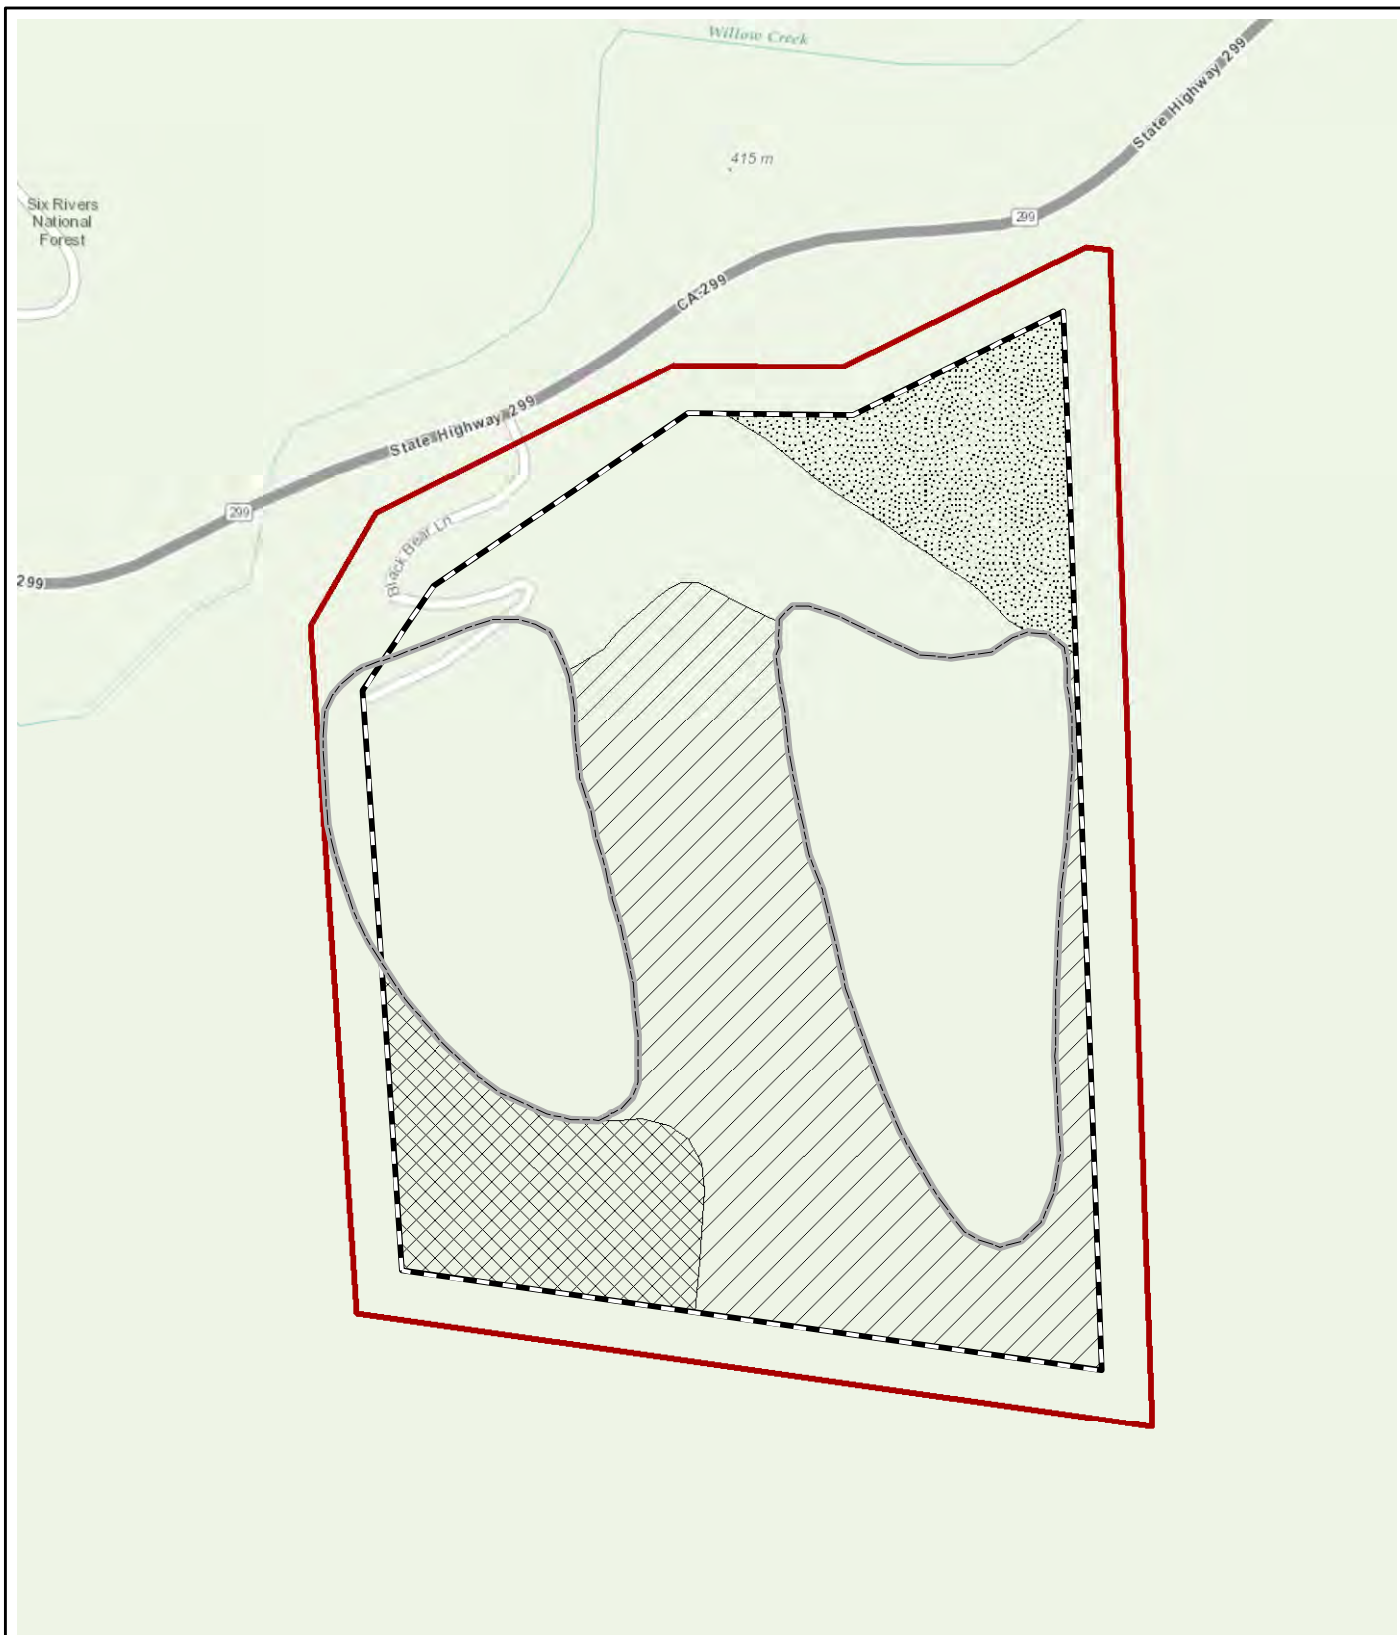 Willow Creek
State Highway 299
415 m
Six Rivers
National
Forest
299
CA-299
State Highway 299
299
Black Bear Ln
299